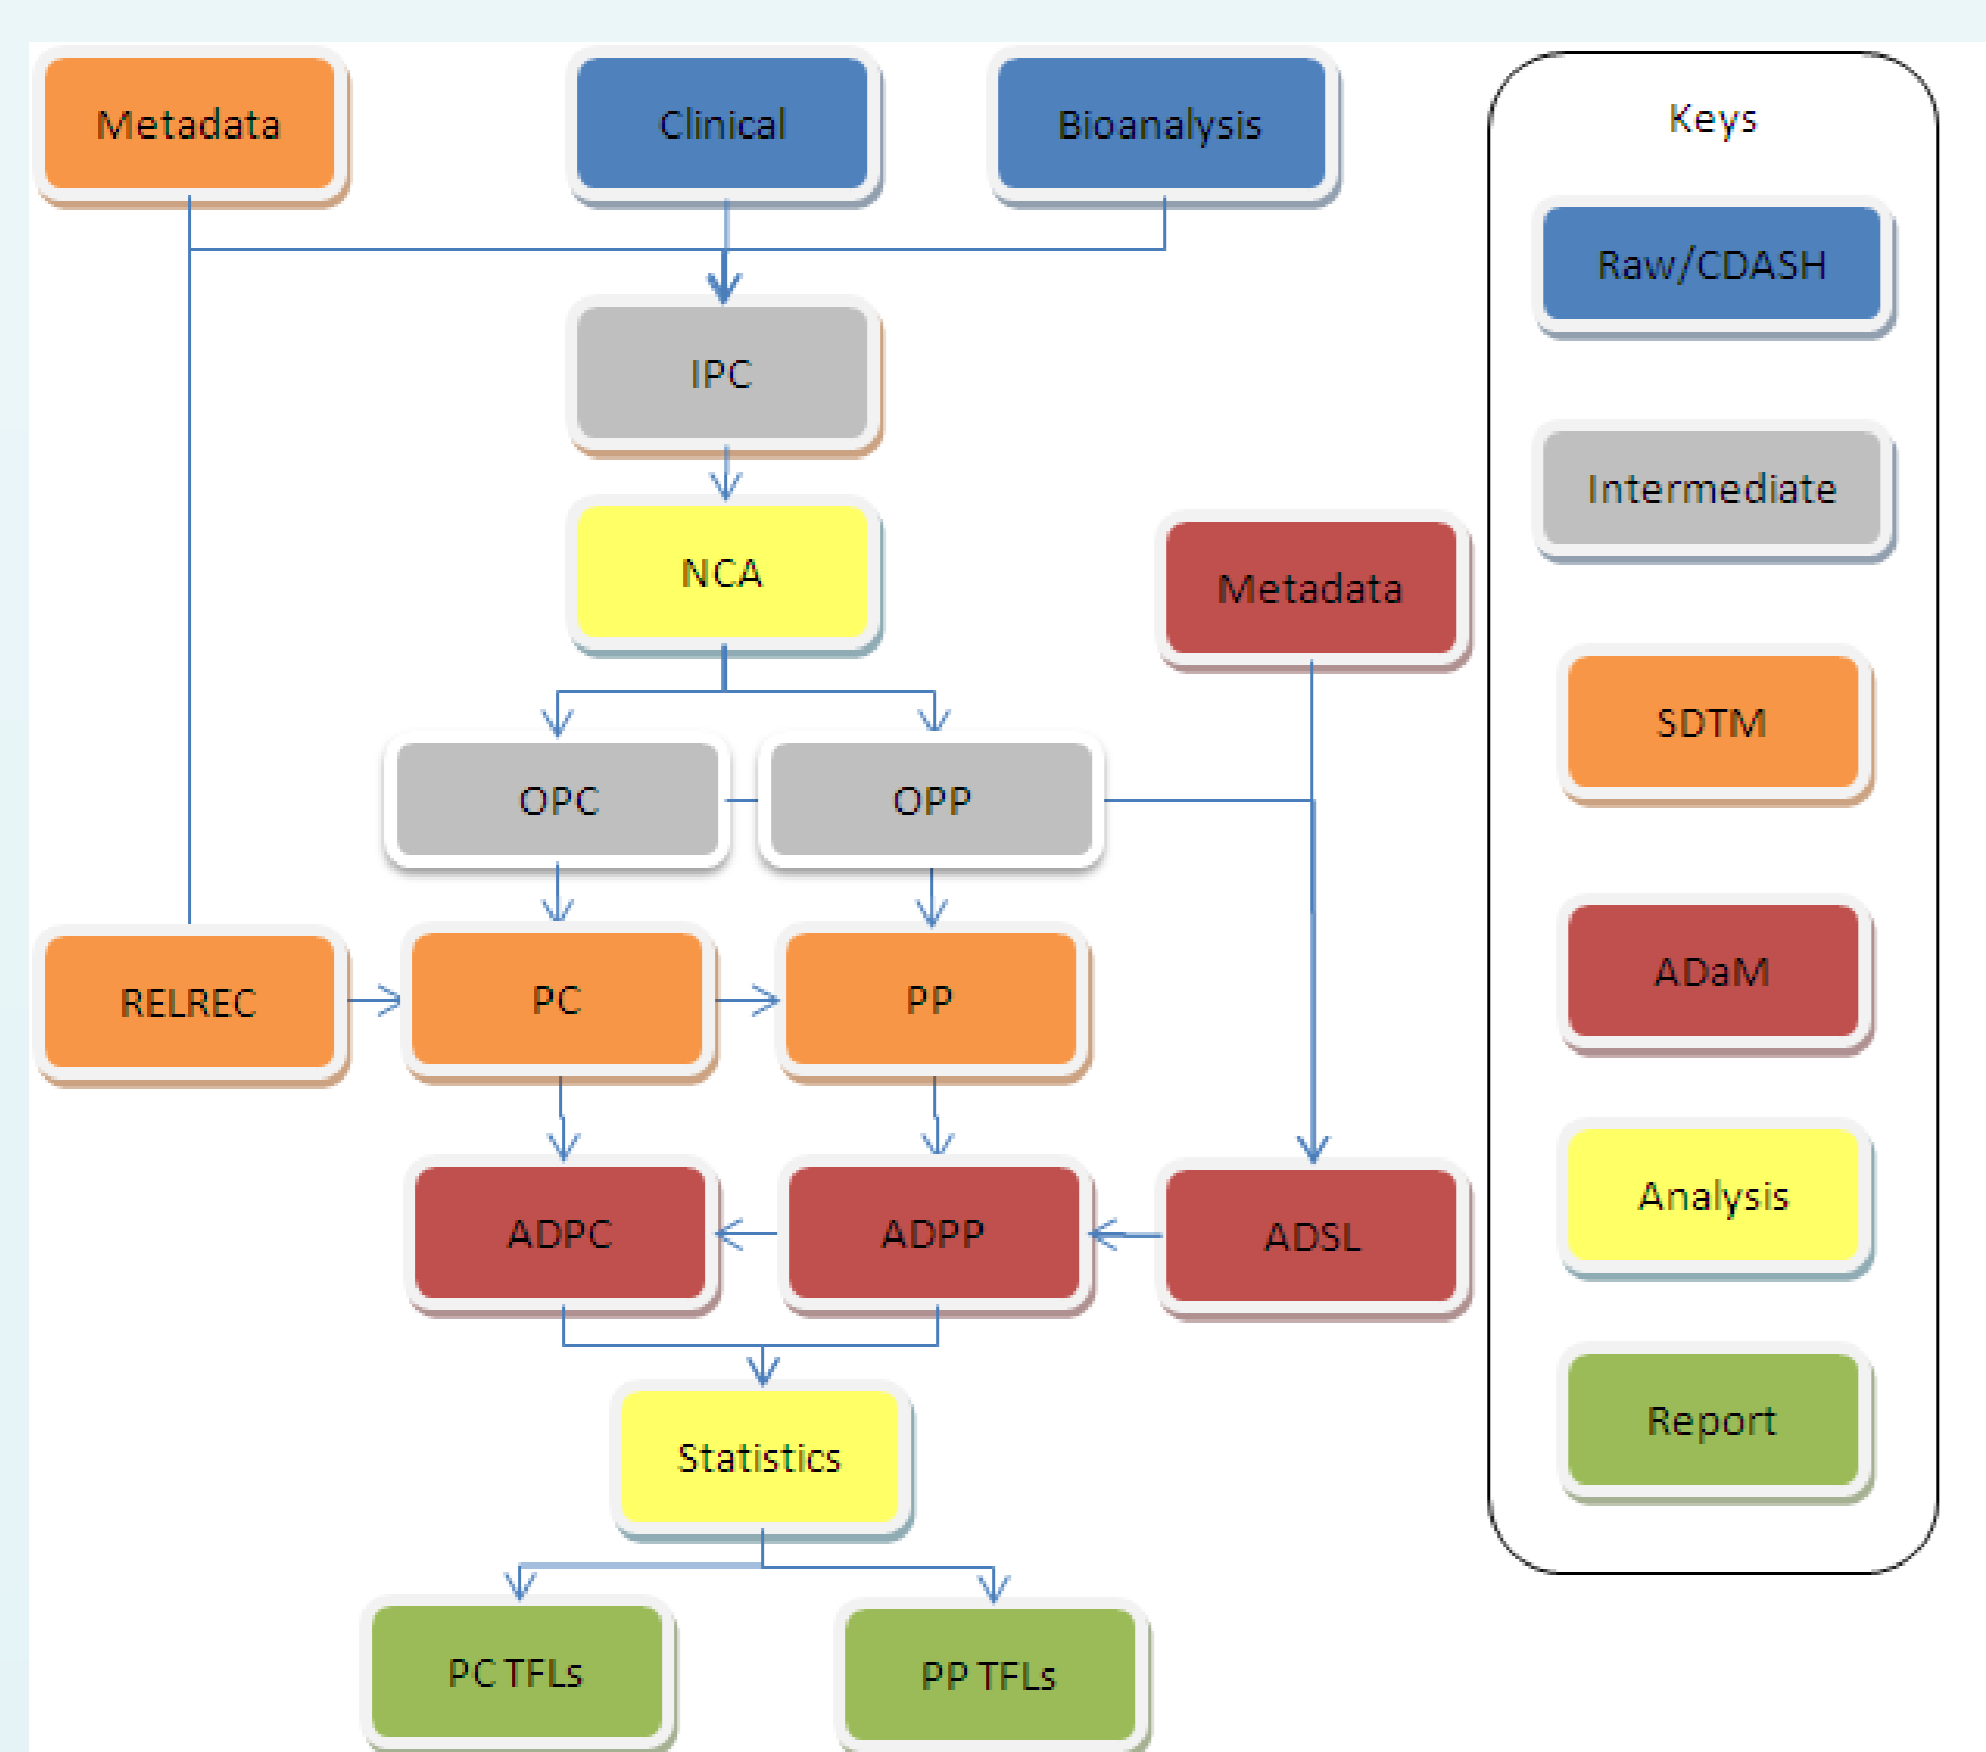 Metadata
Clinical
Bioanalysis
IPC
NCA
Metadata
OPC
OPP
RELREC
PC
PP
ADPC
ADPP
ADSL
Statistics
PC TFLs
PP TFLs
Keys
Raw/CDASH
Intermediate
SDTM
ADaM
Analysis
Report